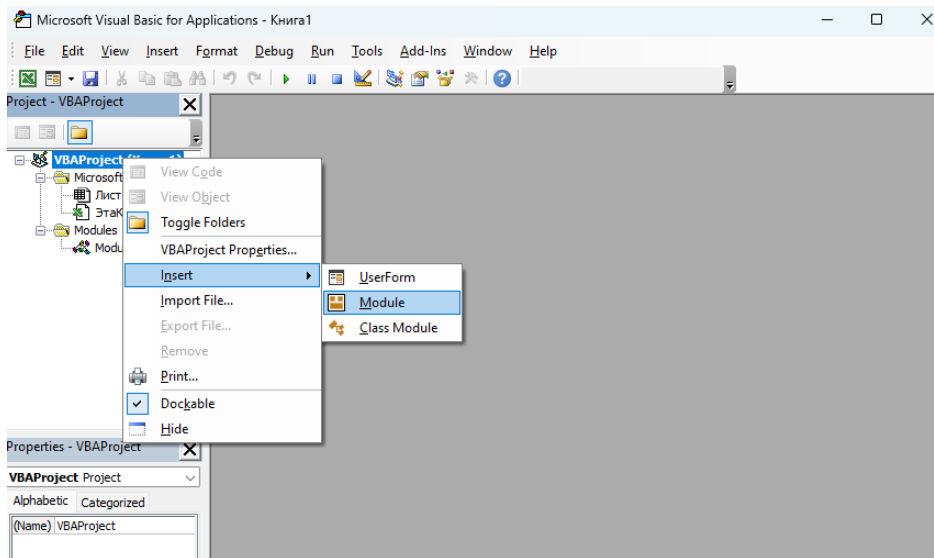 Microsoft Visual Basic for Applications - Книга1
File Edit View Insert Format Debug Run Tools Add-Ins Window Help
Project - VBAProject
VBAProject
Microsoft
Лист
ЭтаК
Modules
Modu
View Code
View Object
Toggle Folders
VBAProject Properties...
Insert
Import File...
Export File...
Remove
Print...
Dockable
Hide
UserForm
Module
Class Module
Properties - VBAProject
VBAProject Project
Alphabetic Categorized
(Name) VBAProject